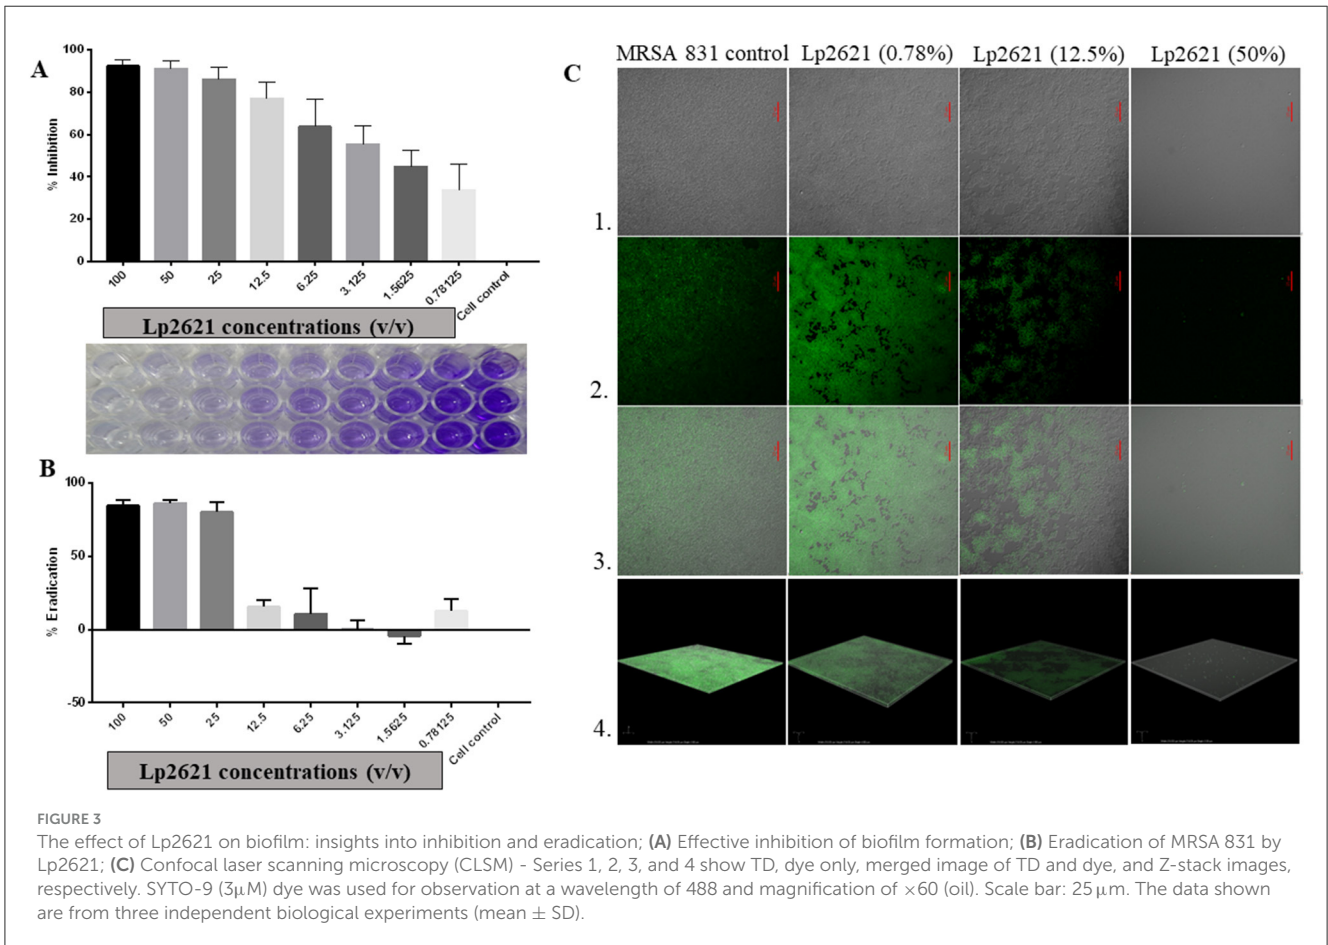 A
100
80
60
40
20
0
% Inhibition
100
50
25
12.5
6.25
3.125
1.5625
0.78125
Cell control
Lp2621 concentrations (v/v)
B
100
50
0
-50
% Eradication
100
50
25
12.5
6.25
3.125
1.5625
0.78125
Cell control
Lp2621 concentrations (v/v)
C
MRSA 831 control Lp2621 (0.78%) Lp2621 (12.5%) Lp2621 (50%)
1.
2.
3.
4.
FIGURE 3
The effect of Lp2621 on biofilm: insights into inhibition and eradication; (A) Effective inhibition of biofilm formation; (B) Eradication of MRSA 831 by
Lp2621; (C) Confocal laser scanning microscopy (CLSM) - Series 1, 2, 3, and 4 show TD, dye only, merged image of TD and dye, and Z-stack images,
respectively. SYTO-9 (3μM) dye was used for observation at a wavelength of 488 and magnification of ×60 (oil). Scale bar: 25 μm. The data shown
are from three independent biological experiments (mean ± SD).